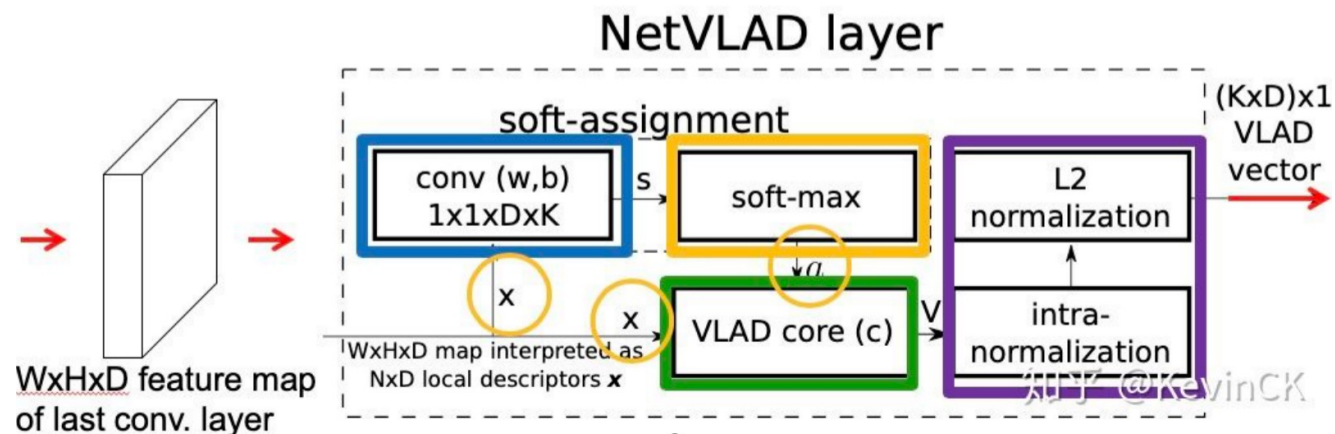 NetVLAD layer
soft-assignment
conv (w,b)
1x1xDxK
s
soft-max
L2
normalization
(KxD)x1
VLAD
vector
x
a
x
VLAD core (c)
V
intra-
normalization
WxHxD map interpreted as
NxD local descriptors x
WxHxD feature map
of last conv. layer
知乎 @KevinCK